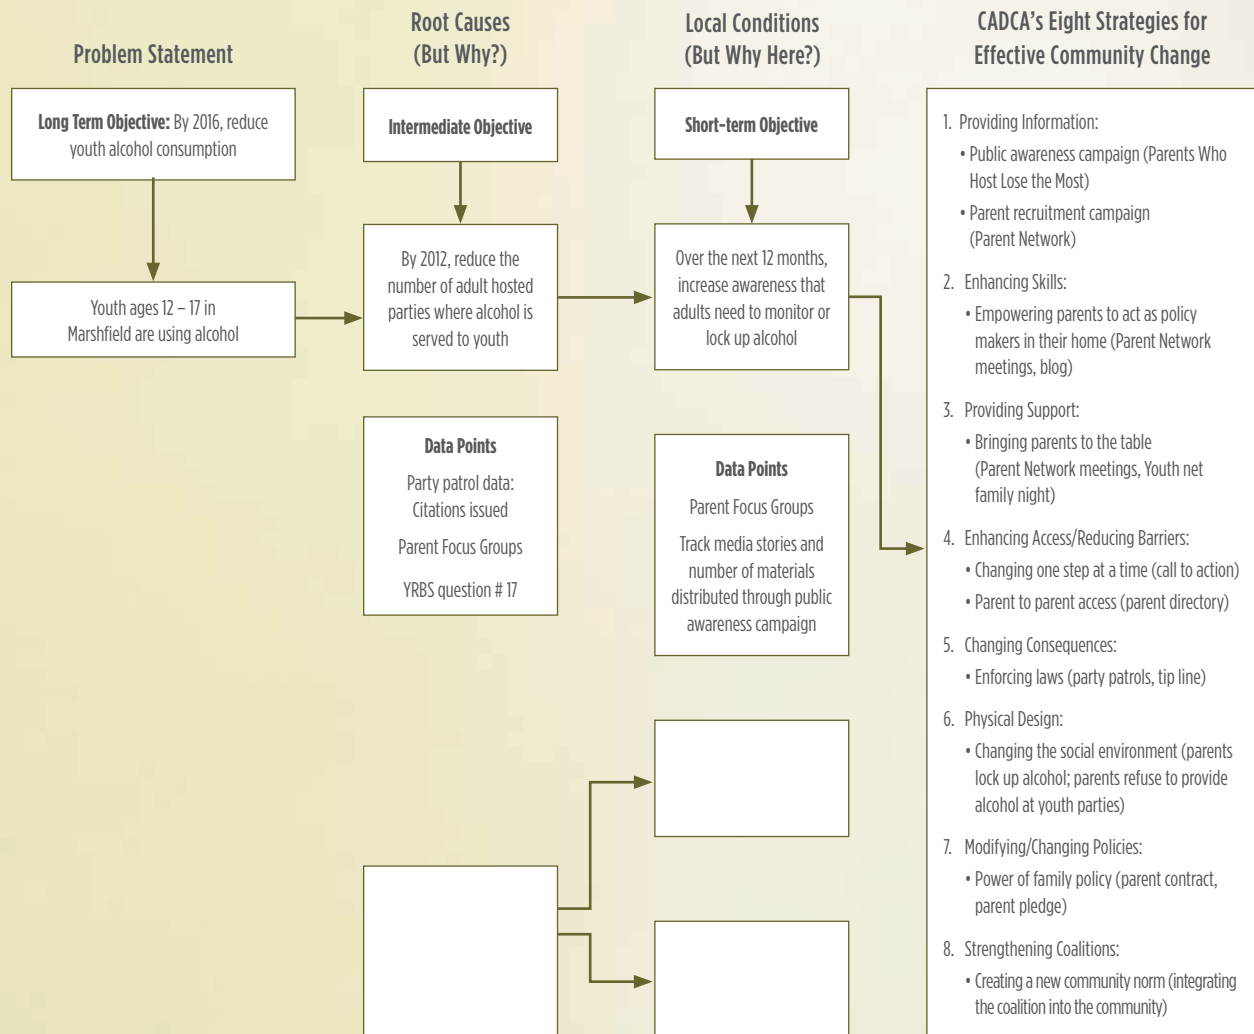 Problem Statement
Root Causes
(But Why?)
Local Conditions
(But Why Here?)
CADCA's Eight Strategies for
Effective Community Change
Long Term Objective: By 2016, reduce
youth alcohol consumption
Youth ages 12 – 17 in
Marshfield are using alcohol
Intermediate Objective
By 2012, reduce the
number of adult hosted
parties where alcohol is
served to youth
Data Points
Party patrol data:
Citations issued
Parent Focus Groups
YRBS question # 17
Short-term Objective
Over the next 12 months,
increase awareness that
adults need to monitor or
lock up alcohol
Data Points
Parent Focus Groups
Track media stories and
number of materials
distributed through public
awareness campaign
1. Providing Information:
• Public awareness campaign (Parents Who
Host Lose the Most)
• Parent recruitment campaign
(Parent Network)
2. Enhancing Skills:
• Empowering parents to act as policy
makers in their home (Parent Network
meetings, blog)
3. Providing Support:
• Bringing parents to the table
(Parent Network meetings, Youth net
family night)
4. Enhancing Access/Reducing Barriers:
• Changing one step at a time (call to action)
• Parent to parent access (parent directory)
5. Changing Consequences:
• Enforcing laws (party patrols, tip line)
6. Physical Design:
• Changing the social environment (parents
lock up alcohol; parents refuse to provide
alcohol at youth parties)
7. Modifying/Changing Policies:
• Power of family policy (parent contract,
parent pledge)
8. Strengthening Coalitions:
• Creating a new community norm (integrating
the coalition into the community)